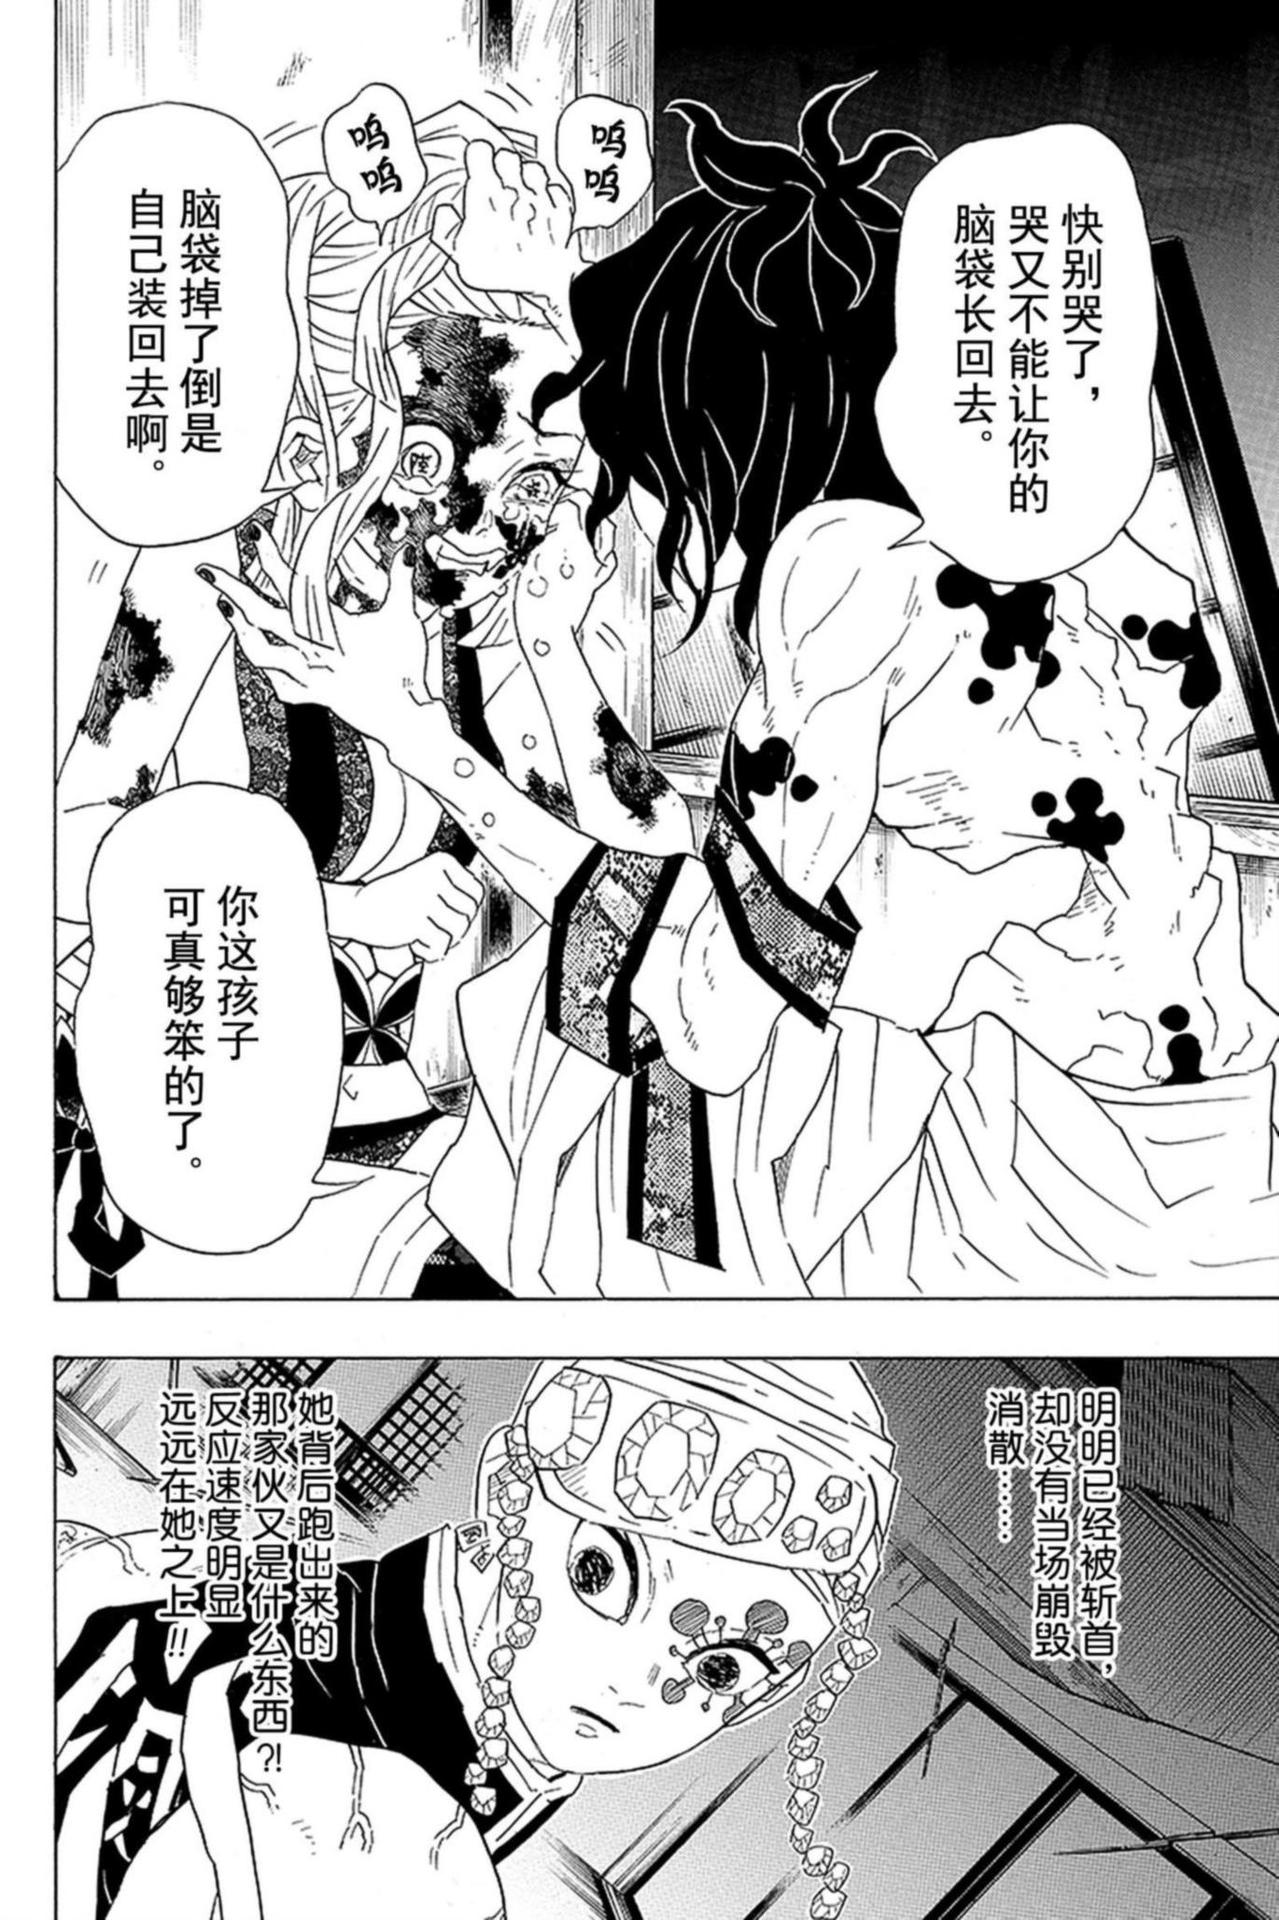 快别哭了，
哭又不能让你的
脑袋长回去。
呜
呜
呜
呜
脑袋掉了倒是
自己装回去啊。
陸
你这孩子
可真够笨的了。
明明已经被斩首，
却没有当场崩毁
消散……
她背后跑出来的
那家伙又是什么东西?!
反应速度明显
远远在她之上!!